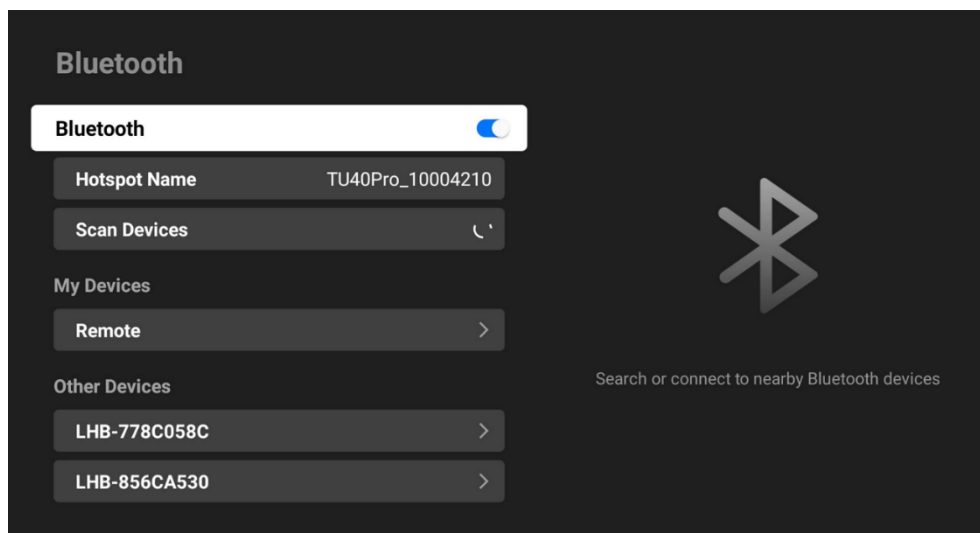 Bluetooth
Bluetooth
Hotspot Name TU40Pro_10004210
Scan Devices
My Devices
Remote
Other Devices
LHB-778C058C
LHB-856CA530
Search or connect to nearby Bluetooth devices